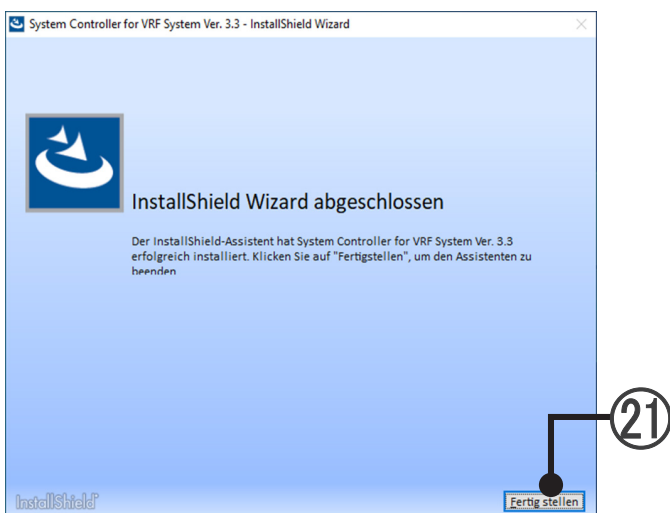 System Controller for VRF System Ver. 3.3 - InstallShield Wizard
InstallShield Wizard abgeschlossen
Der InstallShield-Assistent hat System Controller for VRF System Ver. 3.3
erfolgreich installiert. Klicken Sie auf "Fertigstellen", um den Assistenten zu
beenden
㉑
InstallShield
Fertig stellen